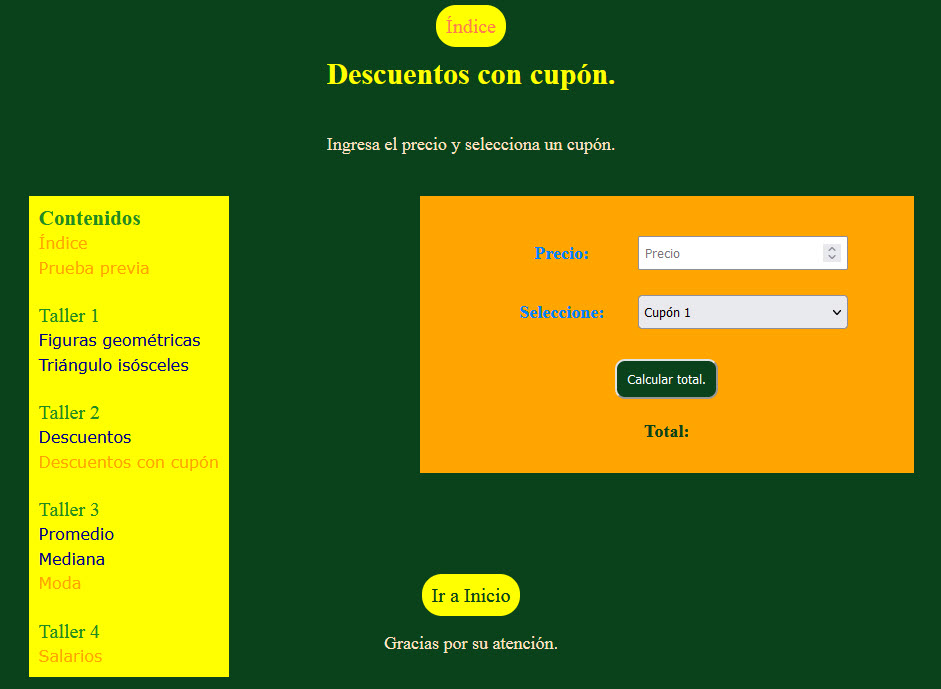 Índice
Descuentos con cupón.
Ingresa el precio y selecciona un cupón.
Contenidos
Índice
Prueba previa
Taller 1
Figuras geométricas
Triángulo isósceles
Taller 2
Descuentos
Descuentos con cupón
Taller 3
Promedio
Mediana
Moda
Taller 4
Salarios
Precio: Precio
Seleccione: Cupón 1
Calcular total.
Total:
Ir a Inicio
Gracias por su atención.